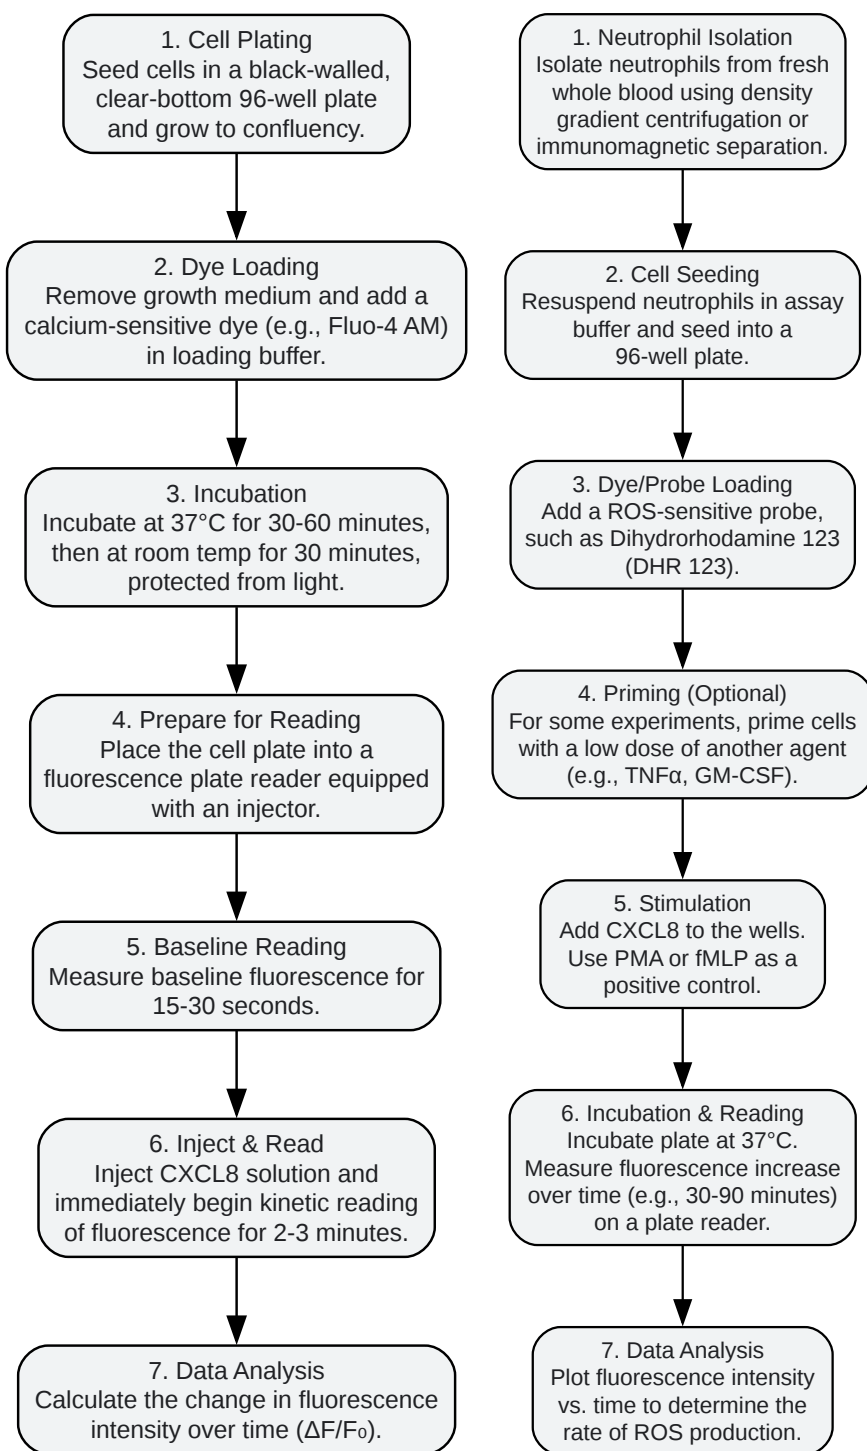 1. Cell Plating
Seed cells in a black-walled,
clear-bottom 96-well plate
and grow to confluency.
2. Dye Loading
Remove growth medium and add a
calcium-sensitive dye (e.g., Fluo-4 AM)
in loading buffer.
3. Incubation
Incubate at 37°C for 30-60 minutes,
then at room temp for 30 minutes,
protected from light.
4. Prepare for Reading
Place the cell plate into a
fluorescence plate reader equipped
with an injector.
5. Baseline Reading
Measure baseline fluorescence for
15-30 seconds.
6. Inject & Read
Inject CXCL8 solution and
immediately begin kinetic reading
of fluorescence for 2-3 minutes.
7. Data Analysis
Calculate the change in fluorescence
intensity over time (ΔF/F₀).
1. Neutrophil Isolation
Isolate neutrophils from fresh
whole blood using density
gradient centrifugation or
immunomagnetic separation.
2. Cell Seeding
Resuspend neutrophils in assay
buffer and seed into a
96-well plate.
3. Dye/Probe Loading
Add a ROS-sensitive probe,
such as Dihydrorhodamine 123
(DHR 123).
4. Priming (Optional)
For some experiments, prime cells
with a low dose of another agent
(e.g., TNFα, GM-CSF).
5. Stimulation
Add CXCL8 to the wells.
Use PMA or fMLP as a
positive control.
6. Incubation & Reading
Incubate plate at 37°C.
Measure fluorescence increase
over time (e.g., 30-90 minutes)
on a plate reader.
7. Data Analysis
Plot fluorescence intensity
vs. time to determine the
rate of ROS production.